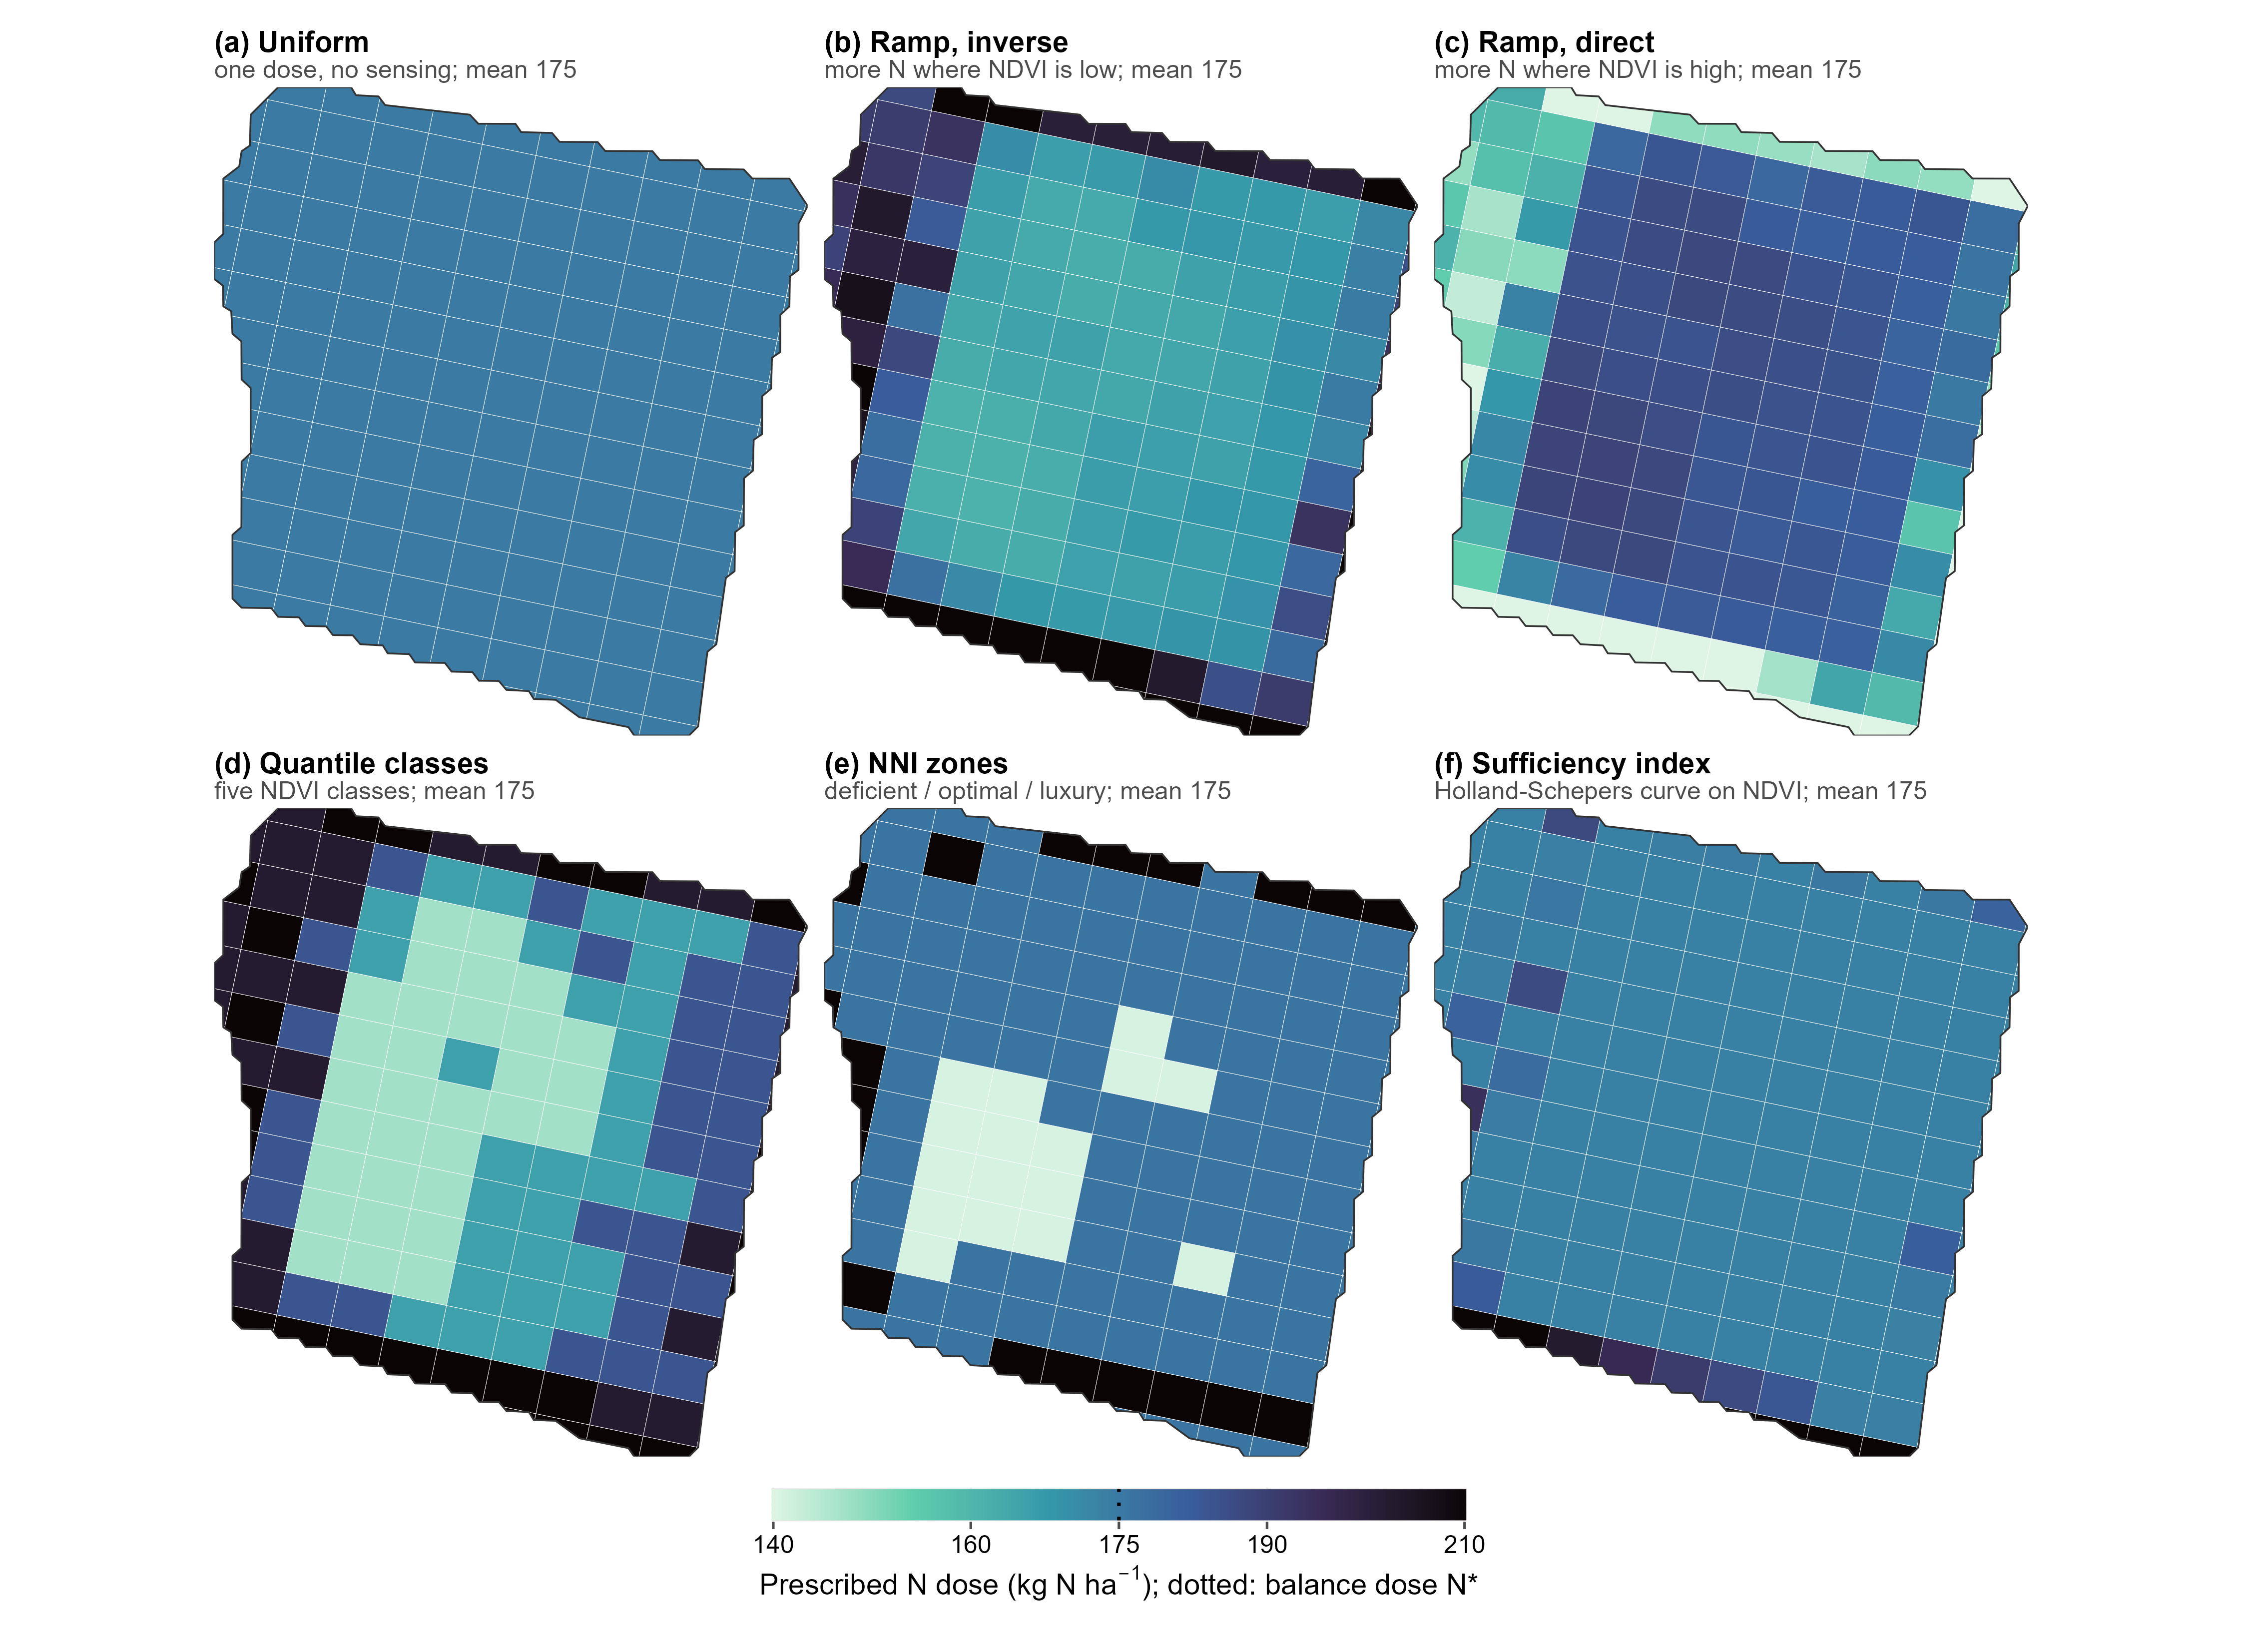 (a) Uniform
one dose, no sensing; mean 175
(b) Ramp, inverse
more N where NDVI is low; mean 175
(c) Ramp, direct
more N where NDVI is high; mean 175
(d) Quantile classes
five NDVI classes; mean 175
(e) NNI zones
deficient / optimal / luxury; mean 175
(f) Sufficiency index
Holland-Schepers curve on NDVI; mean 175
140 160 175 190 210
Prescribed N dose (kg N ha⁻¹); dotted: balance dose N*